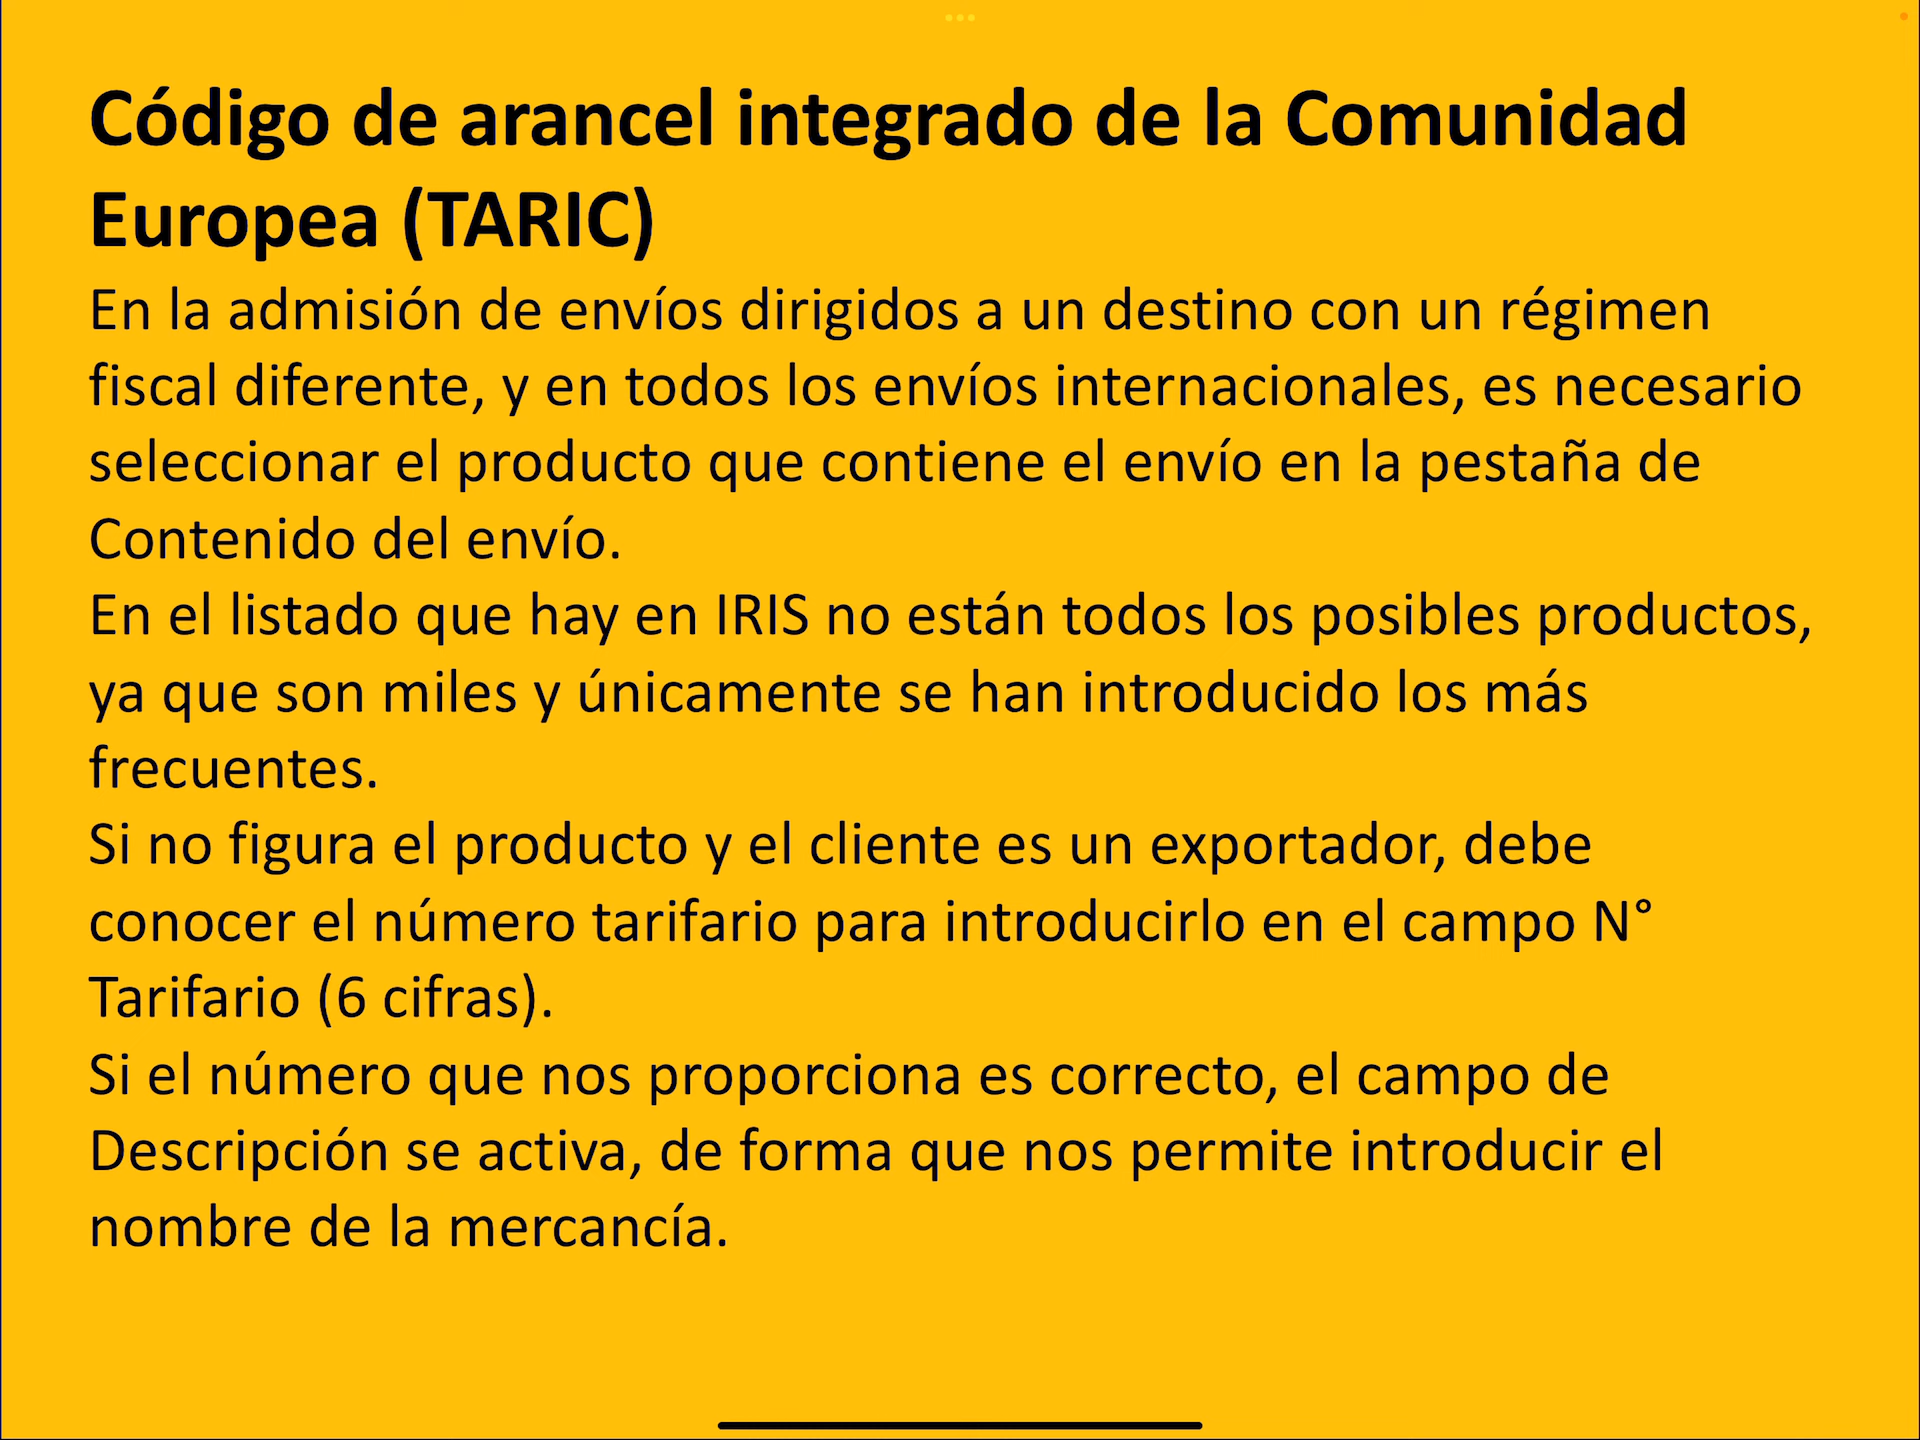 Código de arancel integrado de la Comunidad
Europea (TARIC)
En la admisión de envíos dirigidos a un destino con un régimen
fiscal diferente, y en todos los envíos internacionales, es necesario
seleccionar el producto que contiene el envío en la pestaña de
Contenido del envío.
En el listado que hay en IRIS no están todos los posibles productos,
ya que son miles y únicamente se han introducido los más
frecuentes.
Si no figura el producto y el cliente es un exportador, debe
conocer el número tarifario para introducirlo en el campo N°
Tarifario (6 cifras).
Si el número que nos proporciona es correcto, el campo de
Descripción se activa, de forma que nos permite introducir el
nombre de la mercancía.